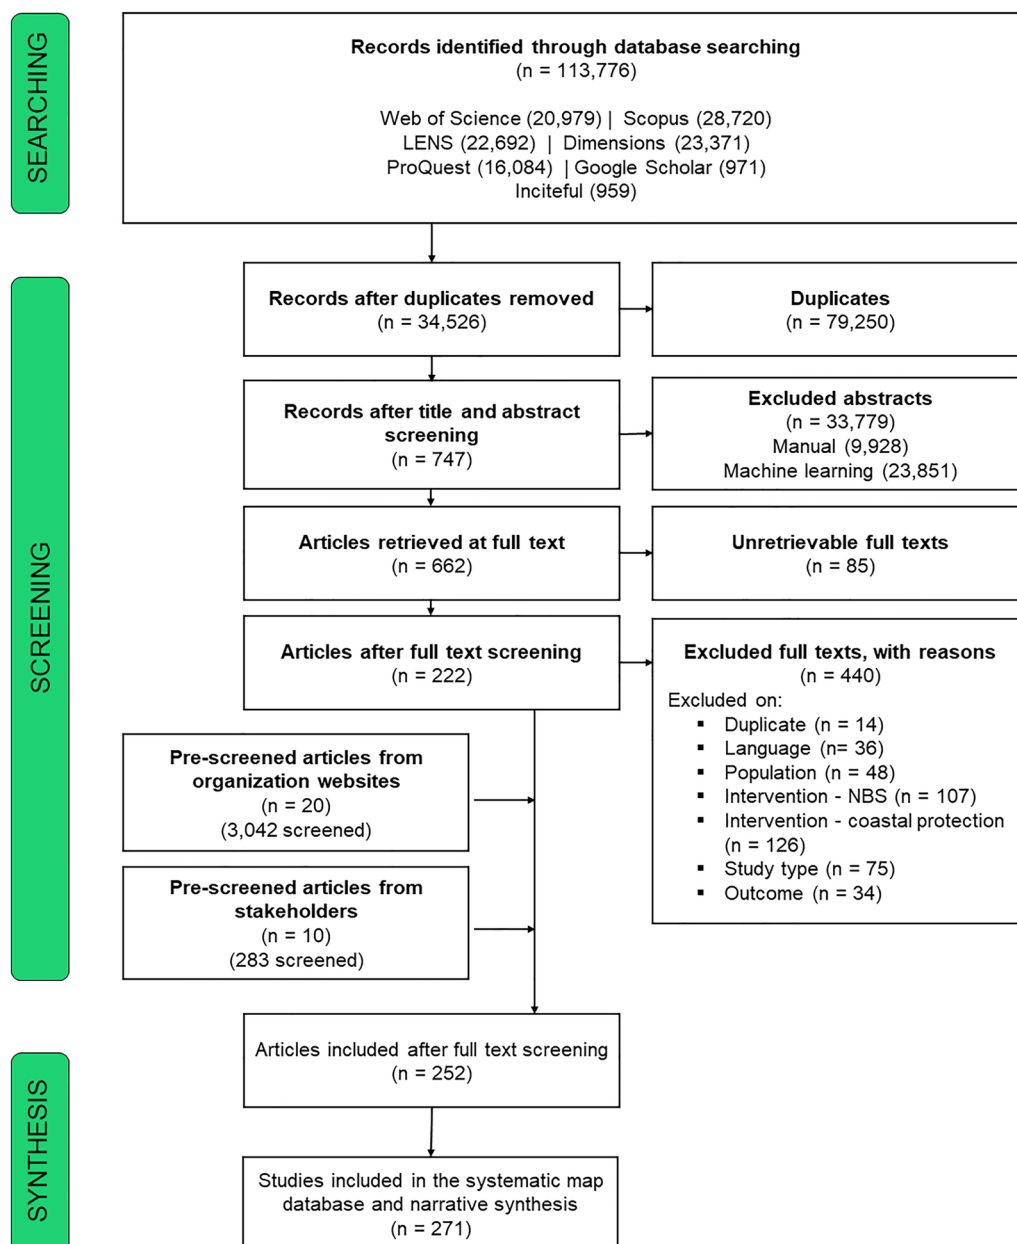 SEARCHING
Records identified through database searching
(n = 113,776)
Web of Science (20,979) | Scopus (28,720)
LENS (22,692) | Dimensions (23,371)
ProQuest (16,084) | Google Scholar (971)
Inciteful (959)
SCREENING
Records after duplicates removed
(n = 34,526)
Duplicates
(n = 79,250)
Records after title and abstract
screening
(n = 747)
Excluded abstracts
(n = 33,779)
Manual (9,928)
Machine learning (23,851)
Articles retrieved at full text
(n = 662)
Unretrievable full texts
(n = 85)
Articles after full text screening
(n = 222)
Excluded full texts, with reasons
(n = 440)
Excluded on:
▪ Duplicate (n = 14)
▪ Language (n= 36)
▪ Population (n = 48)
▪ Intervention - NBS (n = 107)
▪ Intervention - coastal protection
(n = 126)
▪ Study type (n = 75)
▪ Outcome (n = 34)
Pre-screened articles from
organization websites
(n = 20)
(3,042 screened)
Pre-screened articles from
stakeholders
(n = 10)
(283 screened)
Articles included after full text screening
(n = 252)
SYNTHESIS
Studies included in the systematic map
database and narrative synthesis
(n = 271)